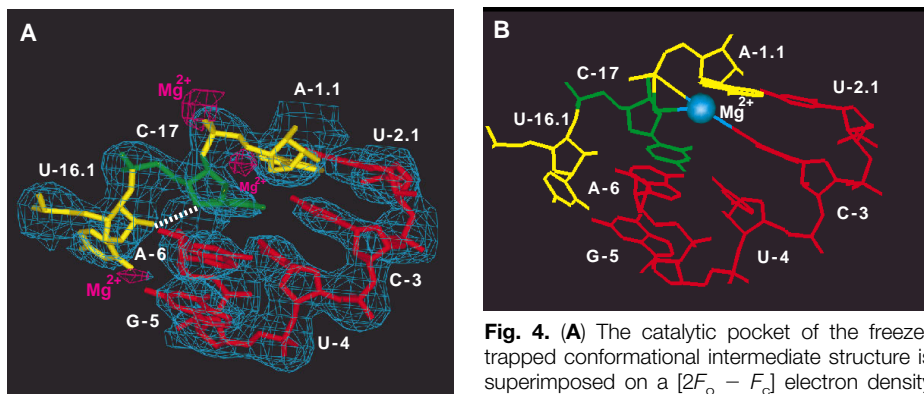 A
Mg2+
A-1.1
C-17
U-2.1
U-16.1
Mg2+
A-6
Mg2+
C-3
G-5
U-4
B
A-1.1
C-17
U-2.1
Mg2+
U-16.1
A-6
C-3
G-5
U-4
Fig. 4. (A) The catalytic pocket of the freeze-
trapped conformational intermediate structure is
superimposed on a [2Fo − Fc] electron density